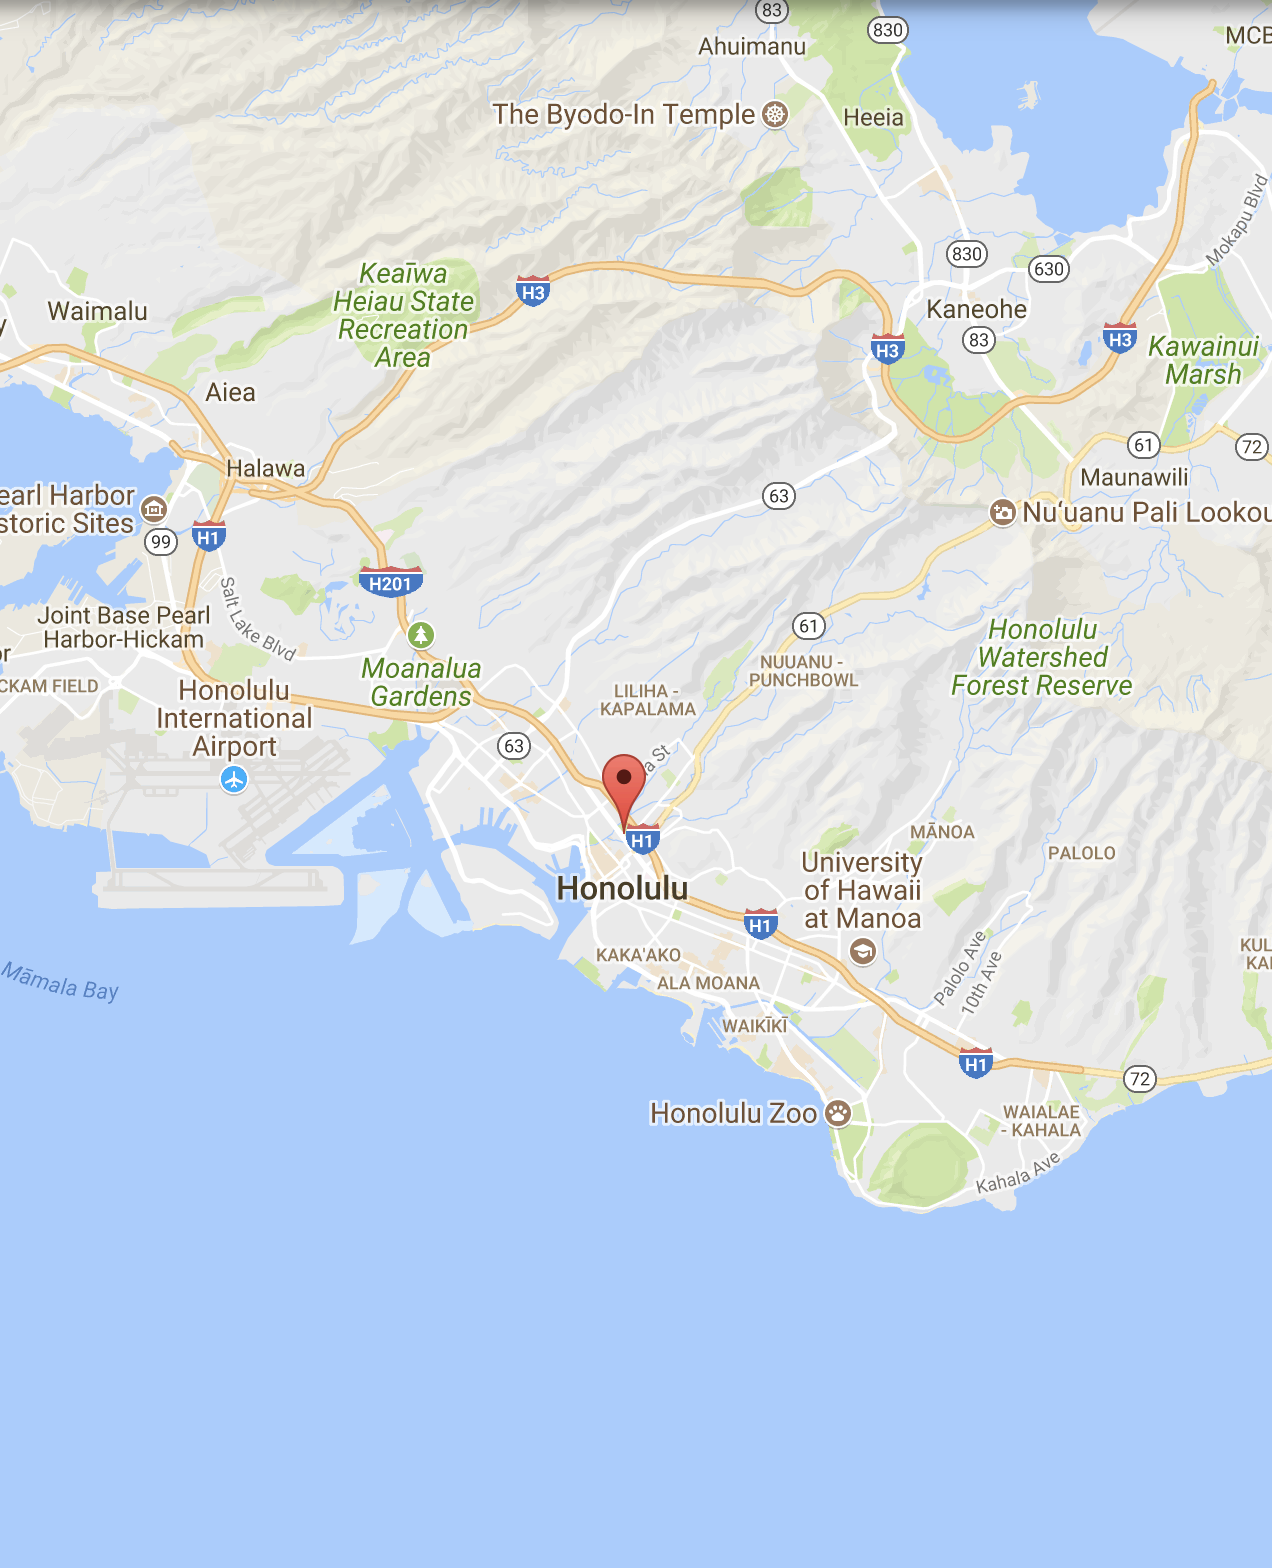 83
830
MCB
Ahuimanu
The Byodo-In Temple
Heeia
Mokapu Blvd
830
630
Keaīwa
Heiau State
Recreation
Area
H3
Waimalu
y
Kaneohe
83
H3
H3
Kawainui
Marsh
Aiea
61
72
Halawa
Maunawili
earl Harbor
storic Sites
63
Nuʻuanu Pali Lookou
99
H1
H201
Salt Lake Blvd
Joint Base Pearl
Harbor-Hickam
61
Honolulu
Watershed
Forest Reserve
or
Moanalua
Gardens
NUUANU -
PUNCHBOWL
CKAM FIELD
Honolulu
International
Airport
LILIHA -
KAPALAMA
63
a St
H1
MĀNOA
PALOLO
University
of Hawaii
at Manoa
Honolulu
H1
KAKA'AKO
Palolo Ave
10th Ave
KUL
KA
Māmala Bay
ALA MOANA
WAIKĪKĪ
H1
72
Honolulu Zoo
WAIALAE
- KAHALA
Kahala Ave